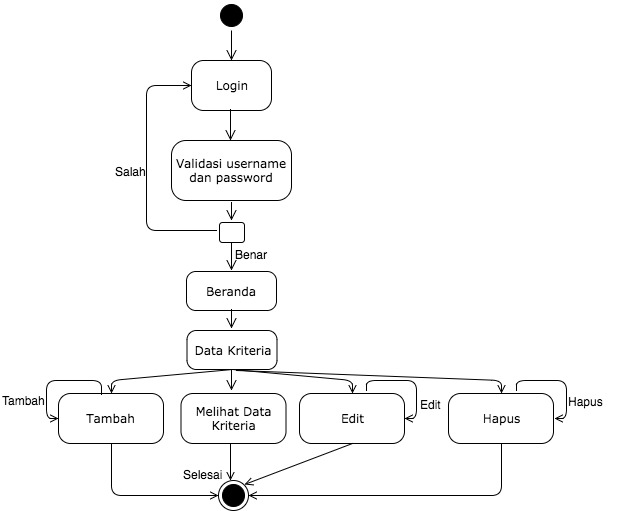 Login
Validasi username
dan password
Salah
Benar
Beranda
Data Kriteria
Tambah
Tambah
Melihat Data
Kriteria
Edit
Edit
Hapus
Hapus
Selesai